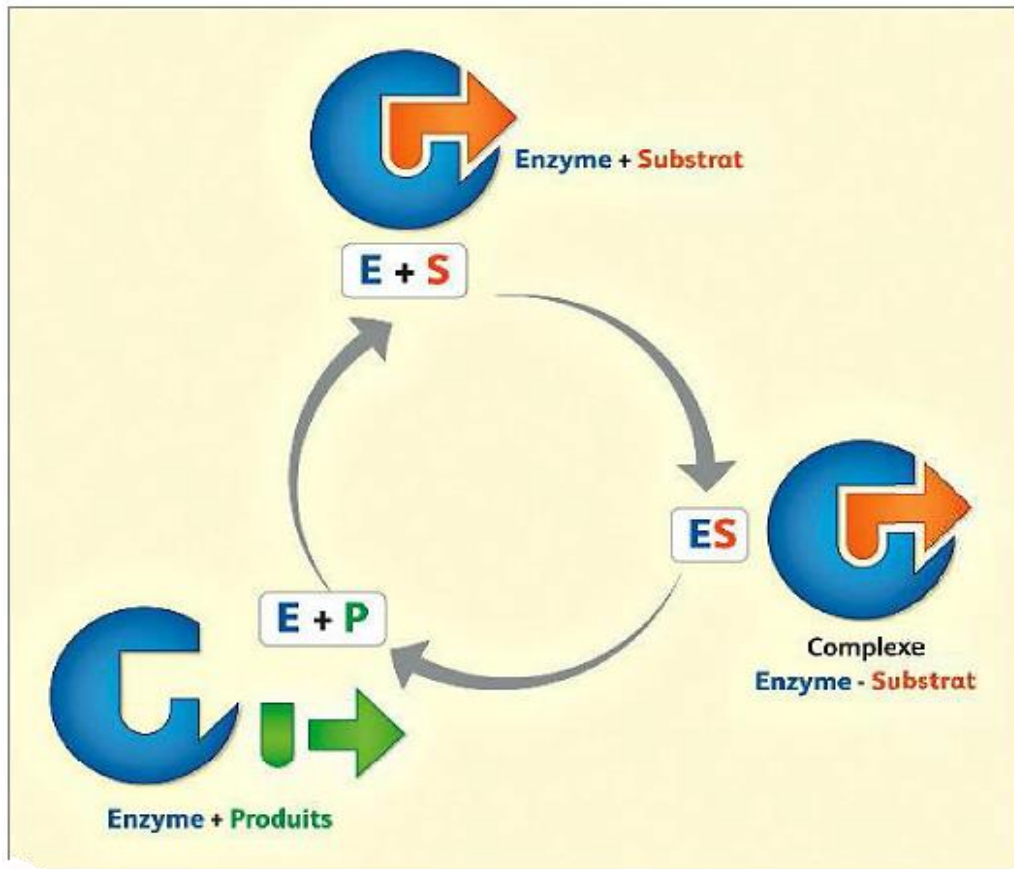 Enzyme + Substrat
E + S
ES
Complexe
Enzyme - Substrat
E + P
Enzyme + Produits